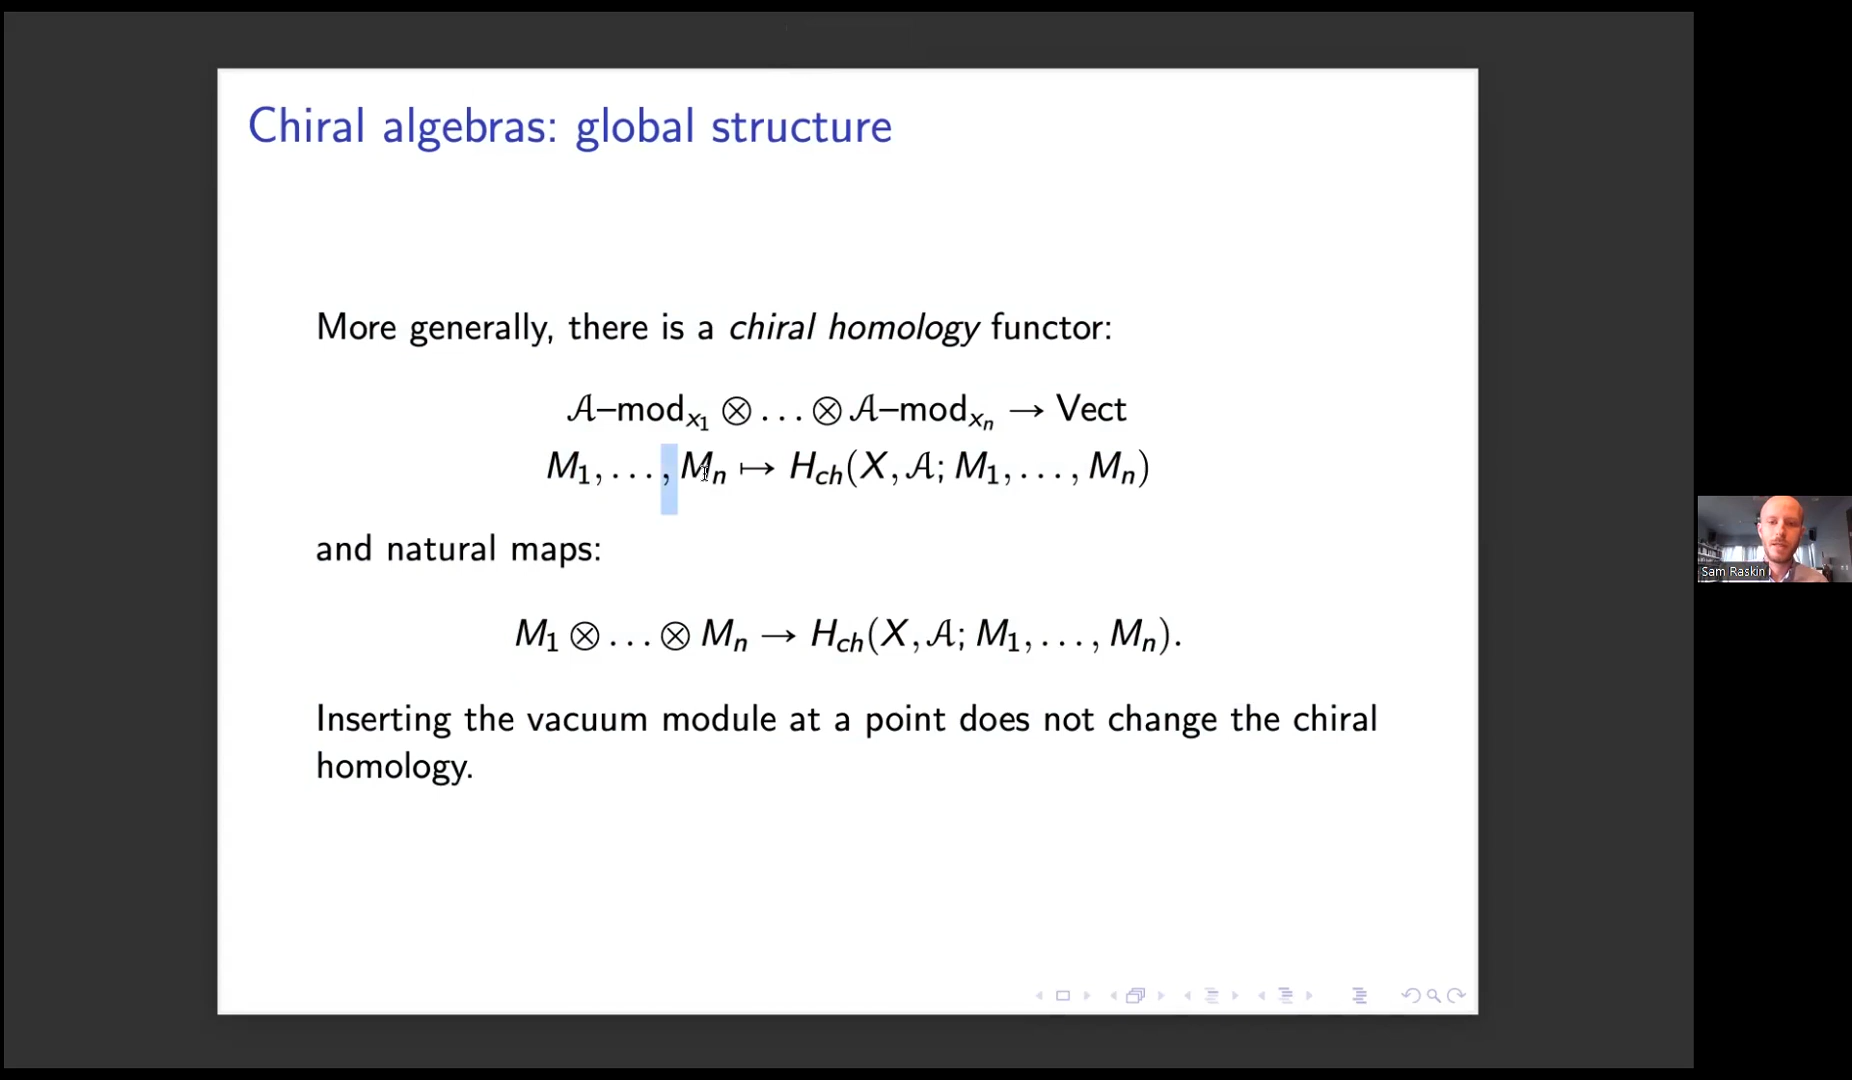 Chiral algebras: global structure
More generally, there is a chiral homology functor:
𝒜–mod_{x_1} ⊗ … ⊗ 𝒜–mod_{x_n} → Vect
M_1, … , M_n ↦ H_{ch}(X, 𝒜; M_1, … , M_n)
and natural maps:
M_1 ⊗ … ⊗ M_n → H_{ch}(X, 𝒜; M_1, … , M_n).
Inserting the vacuum module at a point does not change the chiral
homology.
Sam Raskin